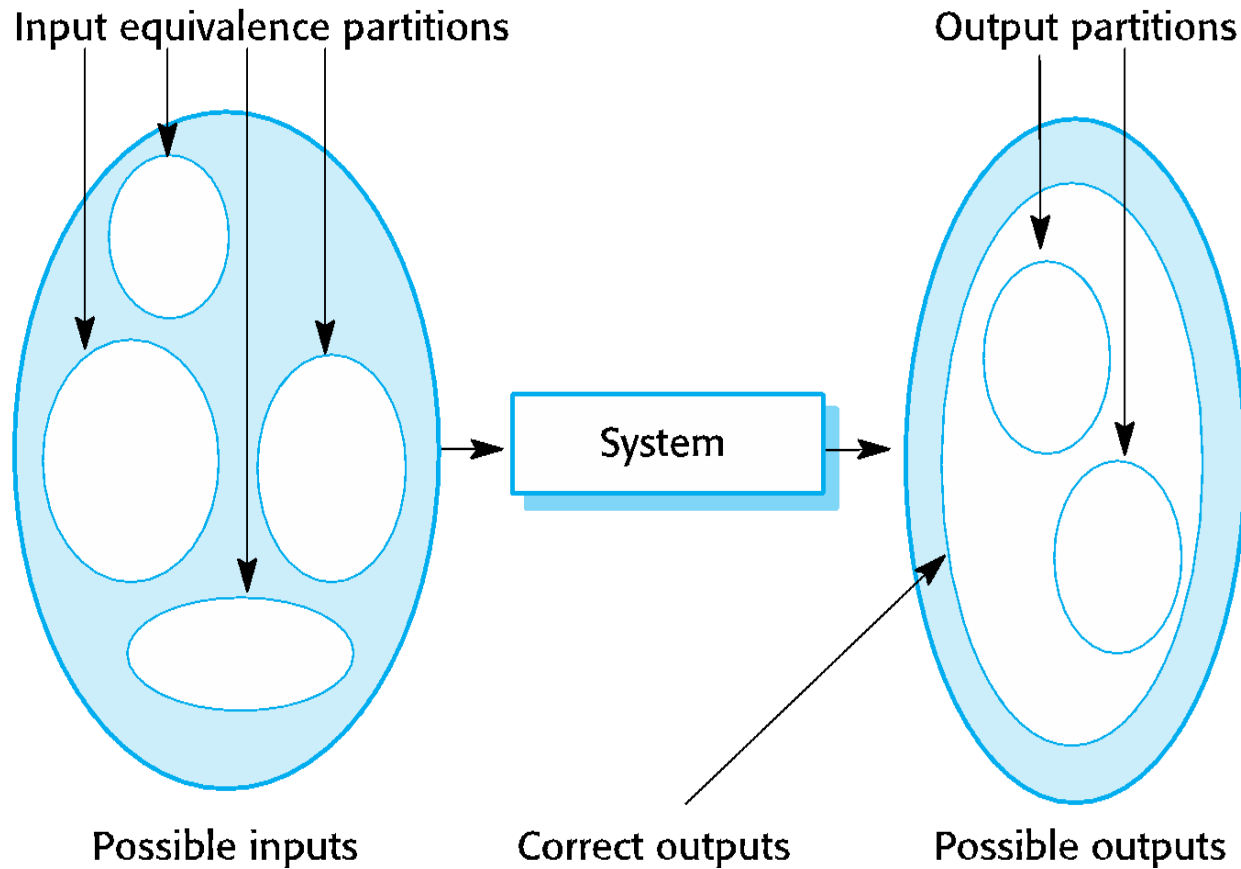 Input equivalence partitions
Output partitions
System
Possible inputs
Correct outputs
Possible outputs